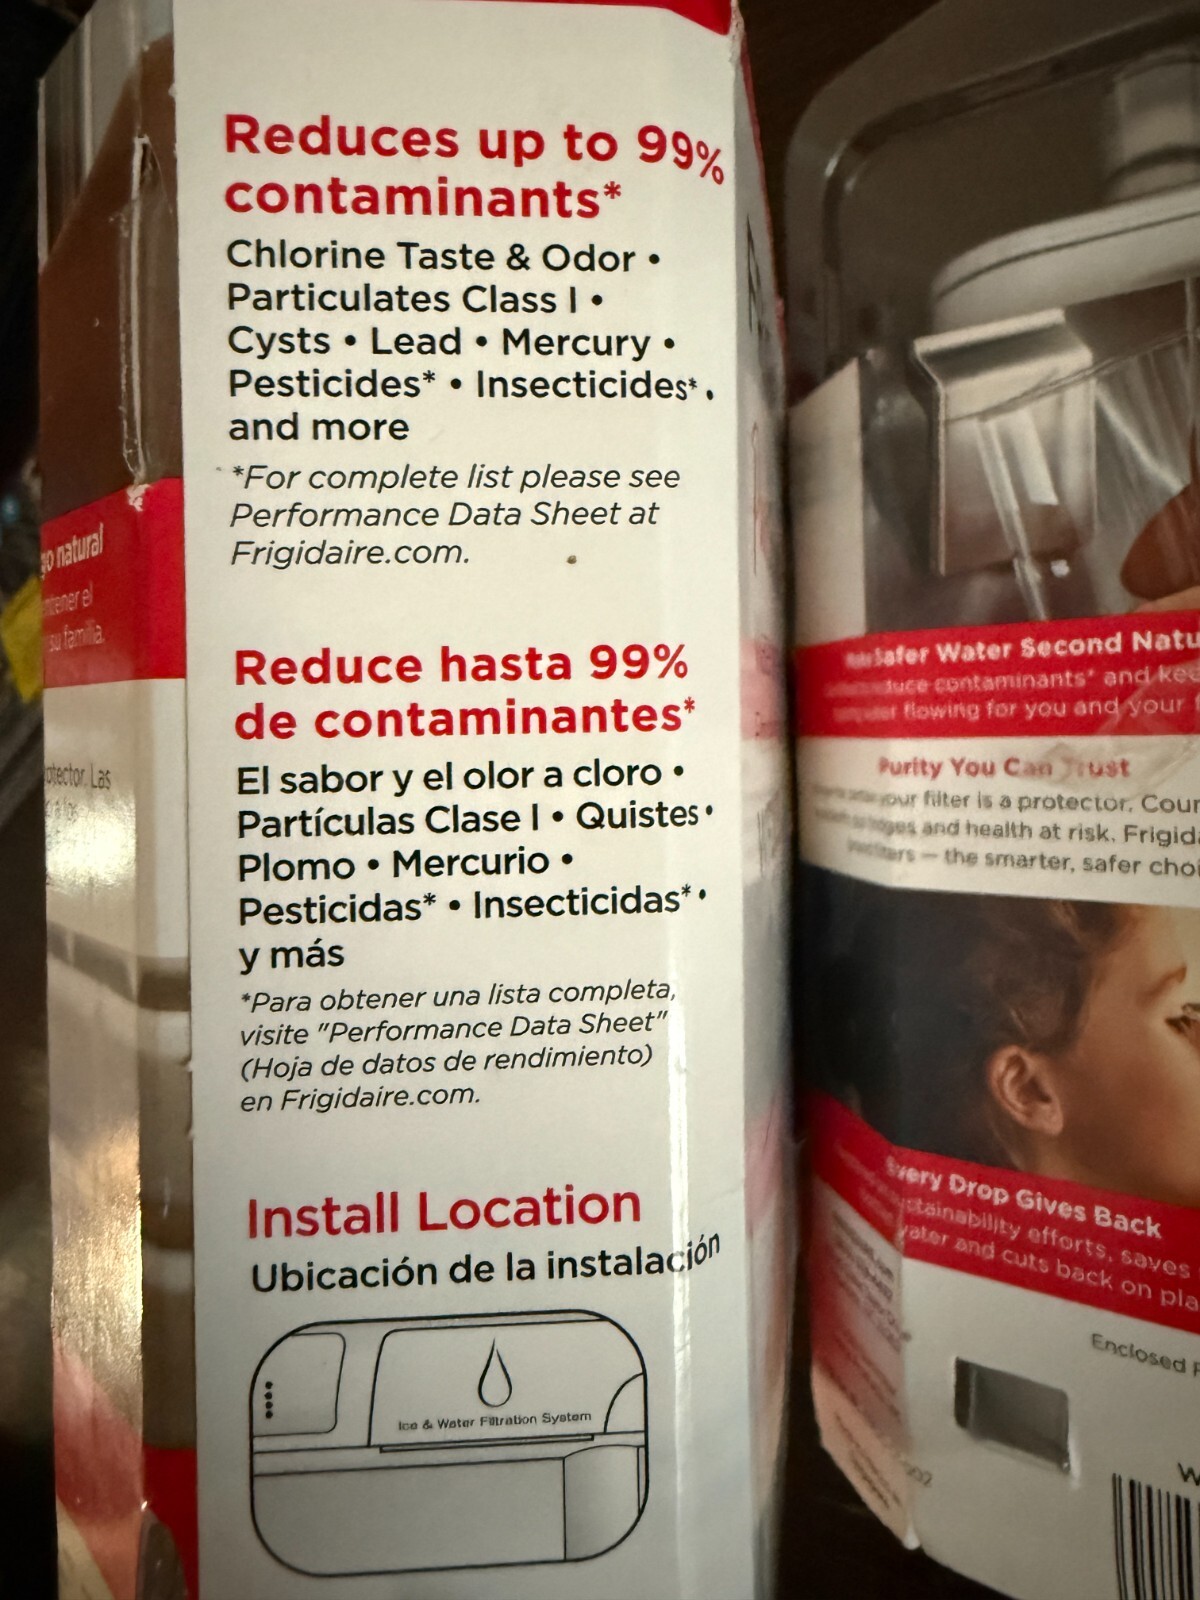 Reduces up to 99%
contaminants*
Chlorine Taste & Odor •
Particulates Class I •
Cysts • Lead • Mercury •
Pesticides* • Insecticides* •
and more
*For complete list please see
Performance Data Sheet at
Frigidaire.com.
Reduce hasta 99%
de contaminantes*
El sabor y el olor a cloro •
Partículas Clase I • Quistes •
Plomo • Mercurio •
Pesticidas* • Insecticidas* •
y más
*Para obtener una lista completa,
visite "Performance Data Sheet"
(Hoja de datos de rendimiento)
en Frigidaire.com.
Install Location
Ubicación de la instalación
Ice & Water Filtration System
natural
el
su familia.
Las
Safer Water Second Natu
contaminants* and kee
flowing for you and your f
Purity You Can Trust
your filter is a protector. Cour
and health at risk. Frigida
— the smarter, safer choi
Every Drop Gives Back
sustainability efforts, saves
water and cuts back on pla
Enclosed P
W